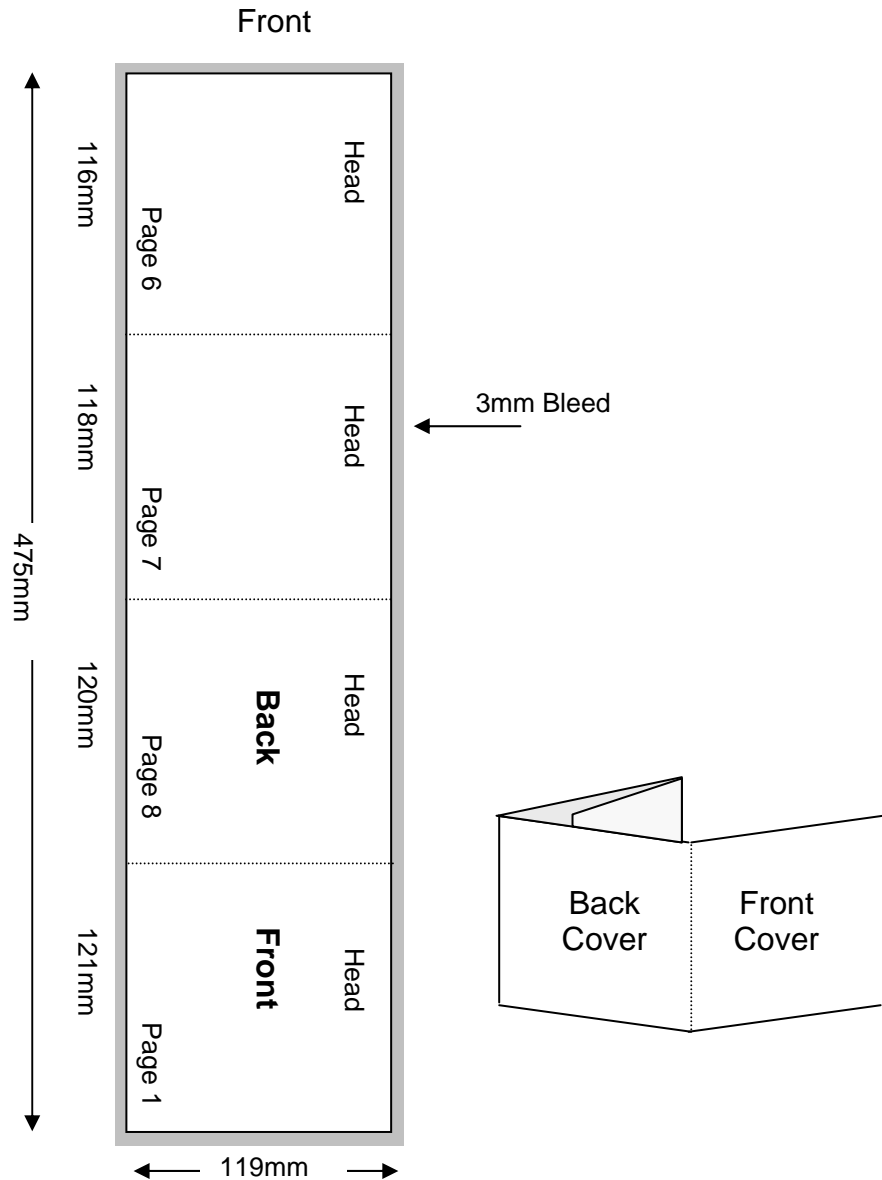 Front
116mm
Head
Page 6
118mm
Head
Page 7
3mm Bleed
475mm
120mm
Head
Back
Page 8
121mm
Head
Front
Page 1
119mm
Back
Cover
Front
Cover